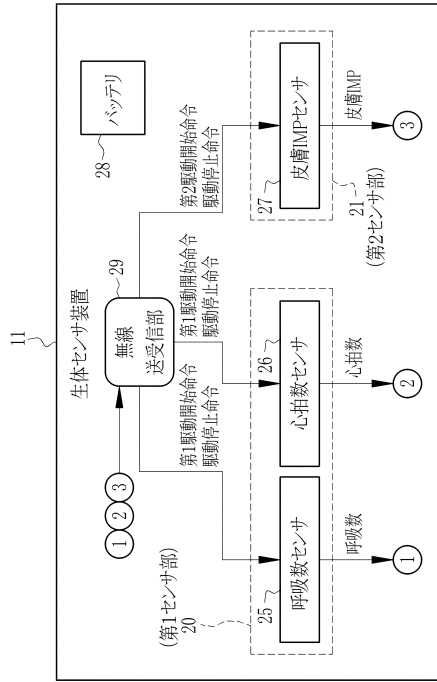 11
生体センサ装置
バッテリ
28
無線
送受信部
29
1 2 3
第1駆動開始命令
駆動停止命令
第1駆動開始命令
駆動停止命令
第2駆動開始命令
駆動停止命令
(第1センサ部)
20
25
呼吸数センサ
26
心拍数センサ
27
皮膚IMPセンサ
21
(第2センサ部)
呼吸数
心拍数
皮膚IMP
1
2
3